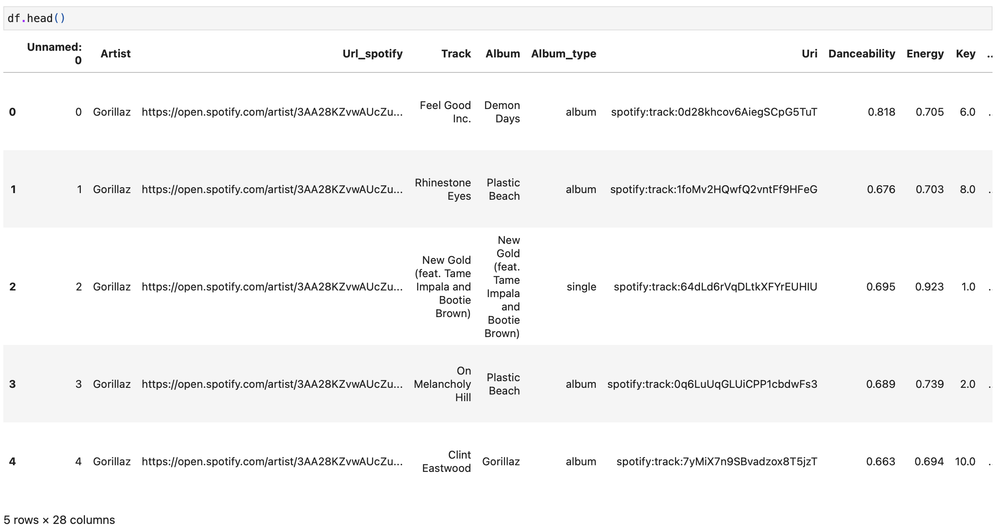 df.head()
Unnamed: 0 Artist Url_spotify Track Album Album_type Uri Danceability Energy Key ..
0 0 Gorillaz https://open.spotify.com/artist/3AA28KZvwAUcZu... Feel Good Inc. Demon Days album spotify:track:0d28khcov6AiegSCpG5TuT 0.818 0.705 6.0 ..
1 1 Gorillaz https://open.spotify.com/artist/3AA28KZvwAUcZu... Rhinestone Eyes Plastic Beach album spotify:track:1foMv2HQwfQ2vntFf9HFeG 0.676 0.703 8.0 ..
2 2 Gorillaz https://open.spotify.com/artist/3AA28KZvwAUcZu... New Gold (feat. Tame Impala and Bootie Brown) New Gold (feat. Tame Impala and Bootie Brown) single spotify:track:64dLd6rVqDLtkXFYrEUHIU 0.695 0.923 1.0 ..
3 3 Gorillaz https://open.spotify.com/artist/3AA28KZvwAUcZu... On Melancholy Hill Plastic Beach album spotify:track:0q6LuUqGLUiCPP1cbdwFs3 0.689 0.739 2.0 ..
4 4 Gorillaz https://open.spotify.com/artist/3AA28KZvwAUcZu... Clint Eastwood Gorillaz album spotify:track:7yMiX7n9SBvadzox8T5jzT 0.663 0.694 10.0 ..
5 rows × 28 columns